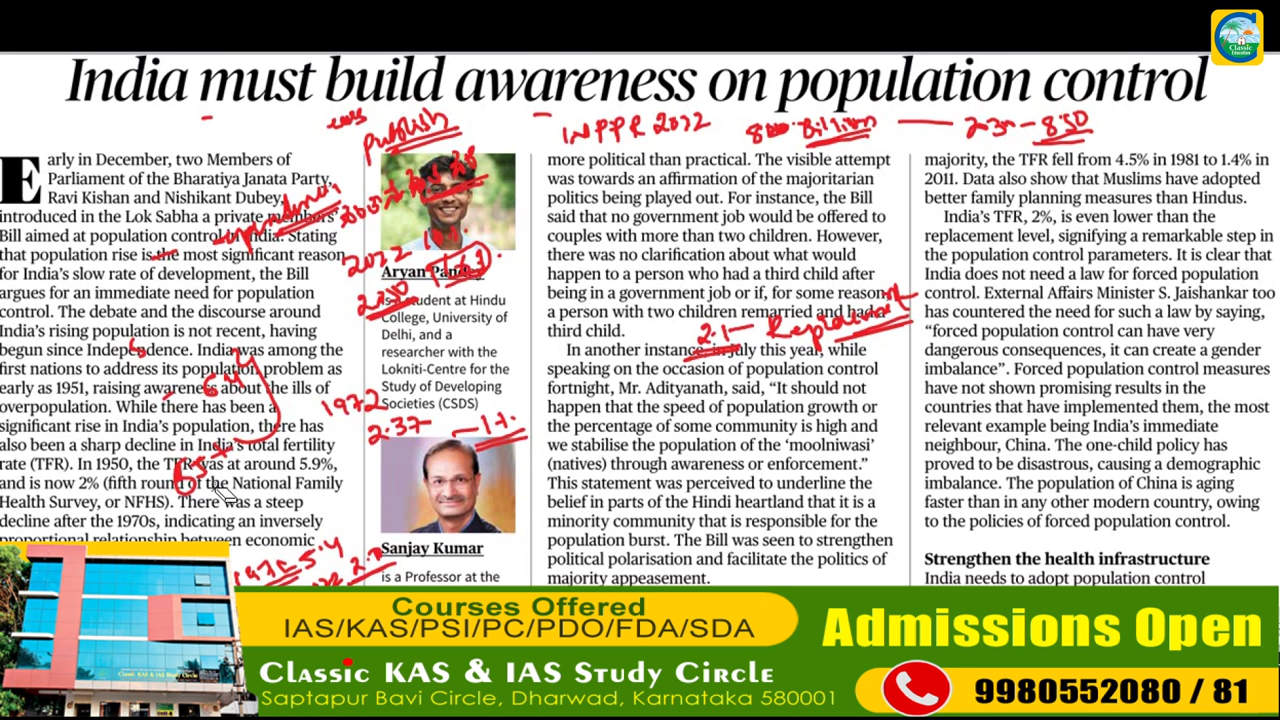 Classic
Education
India must build awareness on population control
publish
WPPR 2022
Billion
2030 - 850
Early in December, two Members of
Parliament of the Bharatiya Janata Party,
Ravi Kishan and Nishikant Dubey,
introduced in the Lok Sabha a private members'
Bill aimed at population control in India. Stating
that population rise is the most significant reason
for India's slow rate of development, the Bill
argues for an immediate need for population
control. The debate and the discourse around
India's rising population is not recent, having
begun since Independence. India was among the
first nations to address its population problem as
early as 1951, raising awareness about the ills of
overpopulation. While there has been a
significant rise in India's population, there has
also been a sharp decline in India's total fertility
rate (TFR). In 1950, the TFR was at around 5.9%,
and is now 2% (fifth round of the National Family
Health Survey, or NFHS). There was a steep
decline after the 1970s, indicating an inversely
proportional relationship between economic
2022
1972
2.37
65+
Aryan Pandey
is a student at Hindu
College, University of
Delhi, and a
researcher with the
Lokniti-Centre for the
Study of Developing
Societies (CSDS)
Sanjay Kumar
is a Professor at the
more political than practical. The visible attempt
was towards an affirmation of the majoritarian
politics being played out. For instance, the Bill
said that no government job would be offered to
couples with more than two children. However,
there was no clarification about what would
happen to a person who had a third child after
being in a government job or if, for some reason,
a person with two children remarried and had a
third child.
2.1 - Replacement
In another instance, in July this year, while
speaking on the occasion of population control
fortnight, Mr. Adityanath, said, "It should not
happen that the speed of population growth or
the percentage of some community is high and
we stabilise the population of the 'moolniwasi'
(natives) through awareness or enforcement."
This statement was perceived to underline the
belief in parts of the Hindi heartland that it is a
minority community that is responsible for the
population burst. The Bill was seen to strengthen
political polarisation and facilitate the politics of
majority appeasement.
majority, the TFR fell from 4.5% in 1981 to 1.4% in
2011. Data also show that Muslims have adopted
better family planning measures than Hindus.
India's TFR, 2%, is even lower than the
replacement level, signifying a remarkable step in
the population control parameters. It is clear that
India does not need a law for forced population
control. External Affairs Minister S. Jaishankar too
has countered the need for such a law by saying,
"forced population control can have very
dangerous consequences, it can create a gender
imbalance". Forced population control measures
have not shown promising results in the
countries that have implemented them, the most
relevant example being India's immediate
neighbour, China. The one-child policy has
proved to be disastrous, causing a demographic
imbalance. The population of China is aging
faster than in any other modern country, owing
to the policies of forced population control.
Strengthen the health infrastructure
India needs to adopt population control
Courses Offered
IAS/KAS/PSI/PC/PDO/FDA/SDA
Classic KAS & IAS Study Circle
Saptapur Bavi Circle, Dharwad, Karnataka 580001
Admissions Open
9980552080 / 81